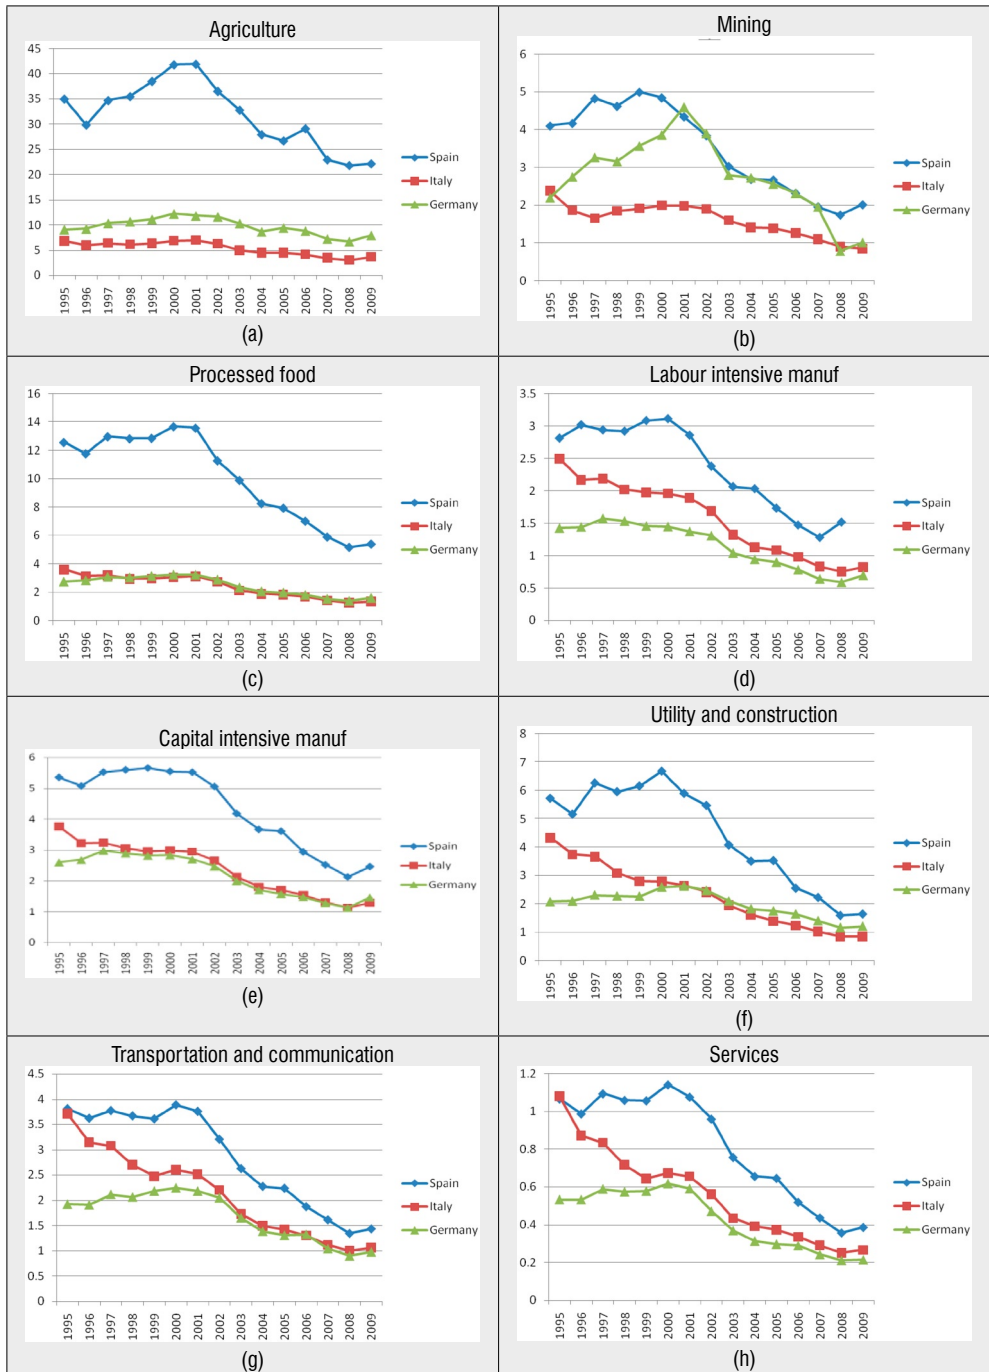 Agriculture
45
40
35
30
25
20
15
10
5
0
1995 1996 1997 1998 1999 2000 2001 2002 2003 2004 2005 2006 2007 2008 2009
Spain
Italy
Germany
(a)
Mining
6
5
4
3
2
1
0
1995 1996 1997 1998 1999 2000 2001 2002 2003 2004 2005 2006 2007 2008 2009
Spain
Italy
Germany
(b)
Processed food
16
14
12
10
8
6
4
2
0
1995 1996 1997 1998 1999 2000 2001 2002 2003 2004 2005 2006 2007 2008 2009
Spain
Italy
Germany
(c)
Labour intensive manuf
3.5
3
2.5
2
1.5
1
0.5
0
1995 1996 1997 1998 1999 2000 2001 2002 2003 2004 2005 2006 2007 2008 2009
Spain
Italy
Germany
(d)
Capital intensive manuf
6
5
4
3
2
1
0
1995 1996 1997 1998 1999 2000 2001 2002 2003 2004 2005 2006 2007 2008 2009
Spain
Italy
Germany
(e)
Utility and construction
8
7
6
5
4
3
2
1
0
1995 1996 1997 1998 1999 2000 2001 2002 2003 2004 2005 2006 2007 2008 2009
Spain
Italy
Germany
(f)
Transportation and communication
4.5
4
3.5
3
2.5
2
1.5
1
0.5
0
1995 1996 1997 1998 1999 2000 2001 2002 2003 2004 2005 2006 2007 2008 2009
Spain
Italy
Germany
(g)
Services
1.2
1
0.8
0.6
0.4
0.2
0
1995 1996 1997 1998 1999 2000 2001 2002 2003 2004 2005 2006 2007 2008 2009
Spain
Italy
Germany
(h)